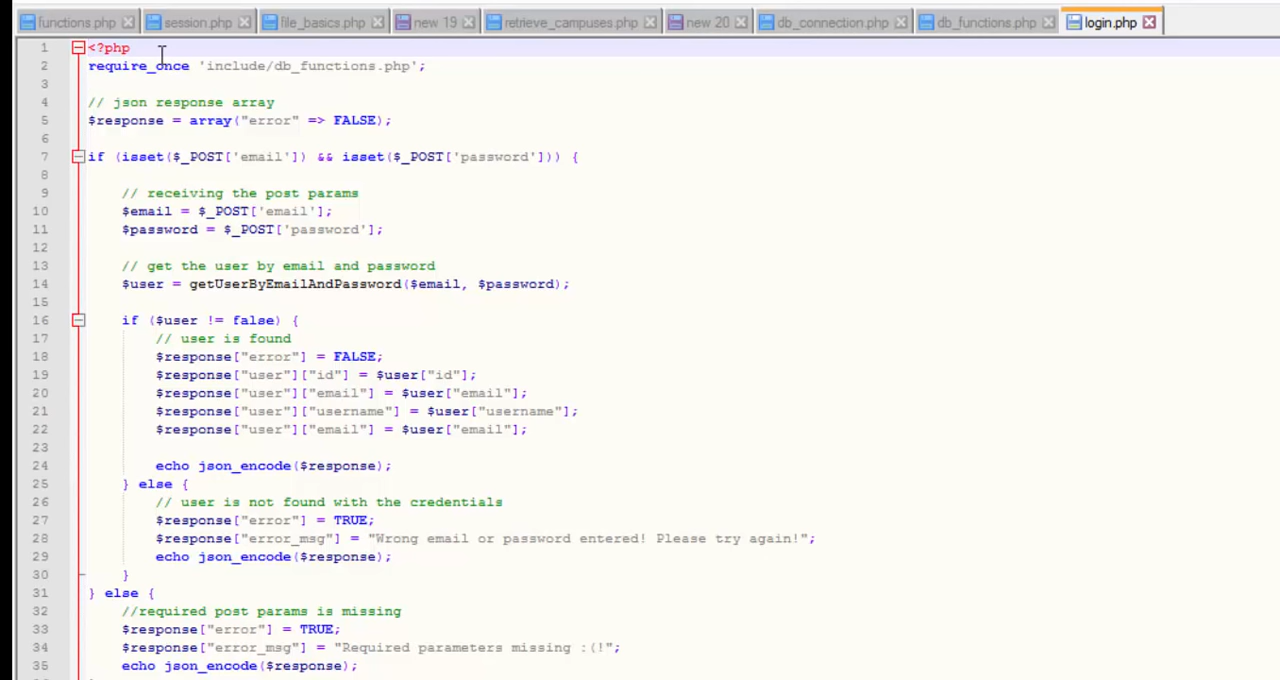 functions.php session.php file_basics.php new 19 retrieve_campuses.php new 20 db_connection.php db_functions.php login.php
1 <?php
2 require_once 'include/db_functions.php';
3
4 // json response array
5 $response = array("error" => FALSE);
6
7 if (isset($_POST['email']) && isset($_POST['password'])) {
8
9 // receiving the post params
10 $email = $_POST['email'];
11 $password = $_POST['password'];
12
13 // get the user by email and password
14 $user = getUserByEmailAndPassword($email, $password);
15
16 if ($user != false) {
17 // user is found
18 $response["error"] = FALSE;
19 $response["user"]["id"] = $user["id"];
20 $response["user"]["email"] = $user["email"];
21 $response["user"]["username"] = $user["username"];
22 $response["user"]["email"] = $user["email"];
23
24 echo json_encode($response);
25 } else {
26 // user is not found with the credentials
27 $response["error"] = TRUE;
28 $response["error_msg"] = "Wrong email or password entered! Please try again!";
29 echo json_encode($response);
30 }
31 } else {
32 //required post params is missing
33 $response["error"] = TRUE;
34 $response["error_msg"] = "Required parameters missing :(!";
35 echo json_encode($response);